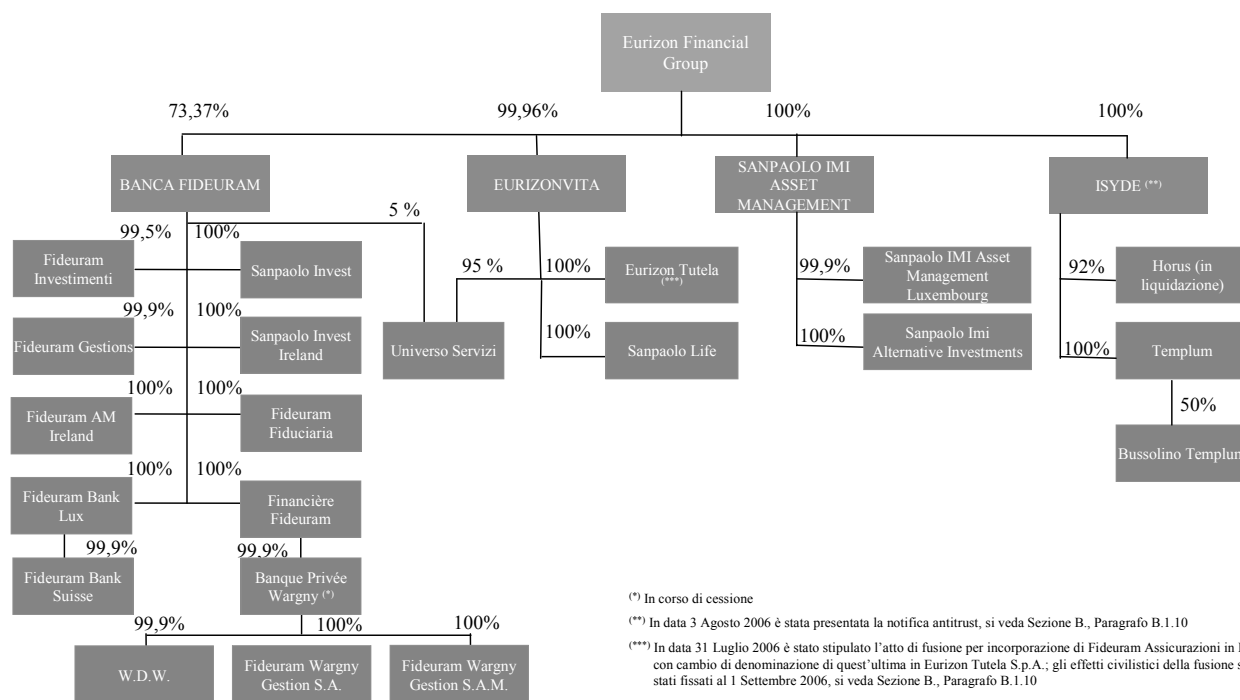 Eurizon Financial
Group
73,37%
99,96%
100%
100%
BANCA FIDEURAM
EURIZONVITA
SANPAOLO IMI
ASSET
MANAGEMENT
ISYDE (**)
5 %
99,5%
100%
Fideuram
Investimenti
Sanpaolo Invest
95 %
100%
Eurizon Tutela
(***)
99,9%
Sanpaolo IMI Asset
Management
Luxembourg
92%
Horus (in
liquidazione)
99,9%
100%
Fideuram Gestions
Sanpaolo Invest
Ireland
Universo Servizi
100%
Sanpaolo Life
100%
Sanpaolo Imi
Alternative Investments
100%
Templum
100%
100%
Fideuram AM
Ireland
Fideuram
Fiduciaria
50%
Bussolino Templum
100%
100%
Fideuram Bank
Lux
Financière
Fideuram
99,9%
99,9%
Fideuram Bank
Suisse
Banque Privée
Wargny (*)
99,9%
100%
100%
W.D.W.
Fideuram Wargny
Gestion S.A.
Fideuram Wargny
Gestion S.A.M.
(*) In corso di cessione
(**) In data 3 Agosto 2006 è stata presentata la notifica antitrust, si veda Sezione B., Paragrafo B.1.10
(***) In data 31 Luglio 2006 è stato stipulato l’atto di fusione per incorporazione di Fideuram Assicurazioni in
con cambio di denominazione di quest’ultima in Eurizon Tutela S.p.A.; gli effetti civilistici della fusione s
stati fissati al 1 Settembre 2006, si veda Sezione B., Paragrafo B.1.10